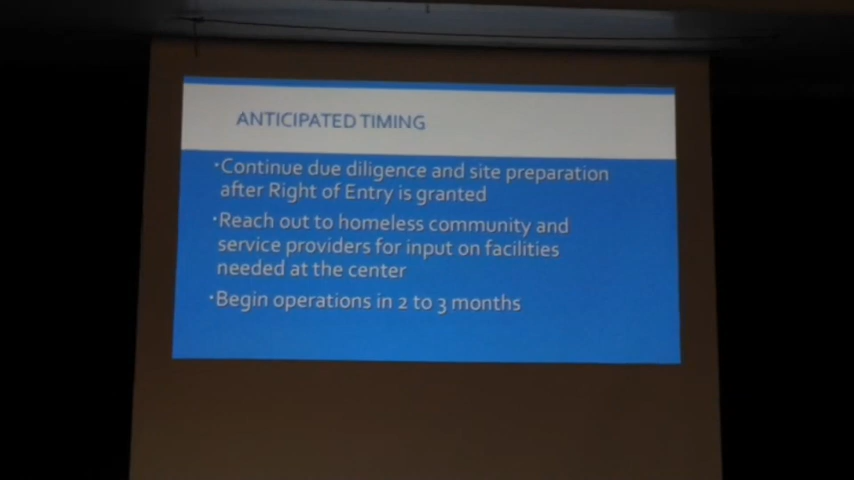 ANTICIPATED TIMING
▪Continue due diligence and site preparation
after Right of Entry is granted
▪Reach out to homeless community and
service providers for input on facilities
needed at the center
▪Begin operations in 2 to 3 months